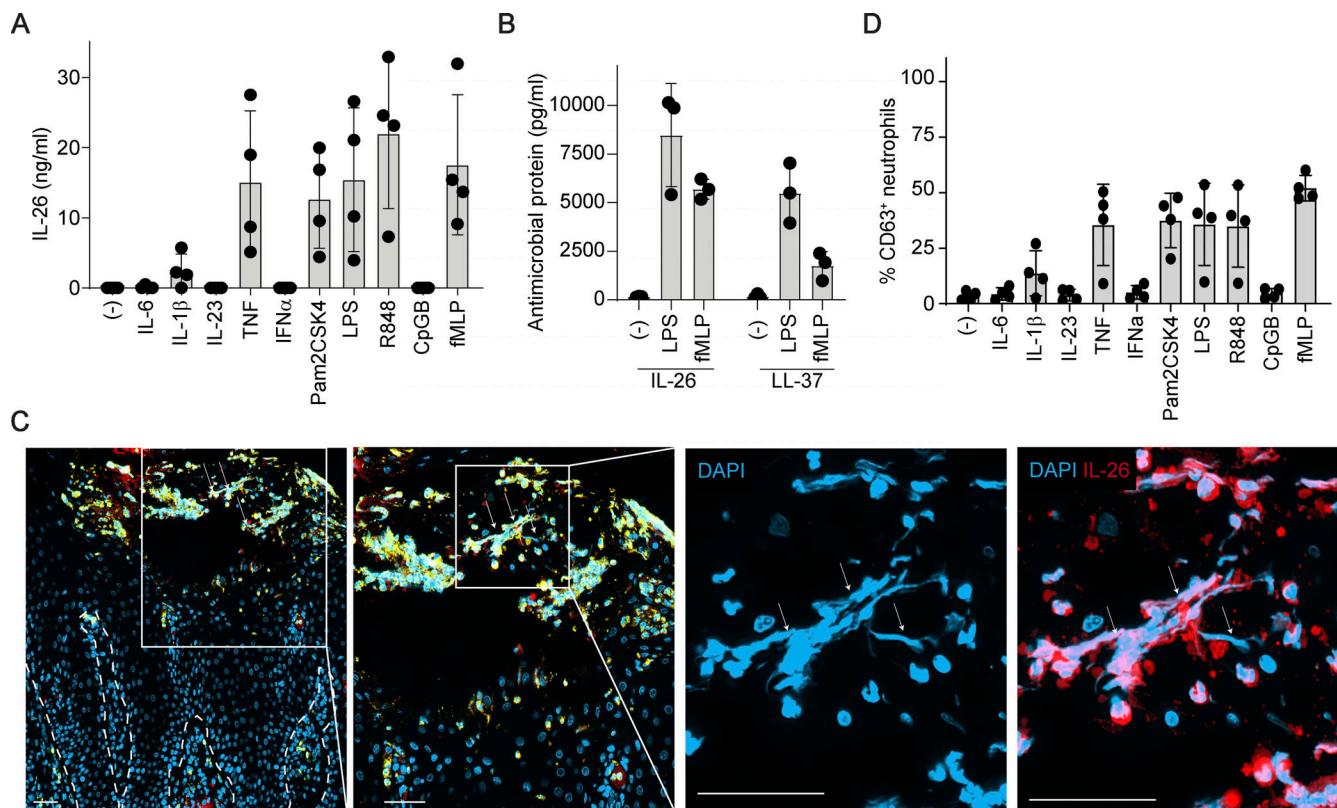 A
IL-26 (ng/ml)
30
20
10
0
(-)
IL-6
IL-1β
IL-23
TNF
IFNα
Pam2CSK4
LPS
R848
CpGB
fMLP
B
Antimicrobial protein (pg/ml)
10000
7500
5000
2500
0
(-)
LPS
fMLP
(-)
LPS
fMLP
IL-26
LL-37
D
% CD63⁺ neutrophils
100
75
50
25
0
(-)
IL-6
IL-1β
IL-23
TNF
IFNa
Pam2CSK4
LPS
R848
CpGB
fMLP
C
DAPI
DAPI IL-26